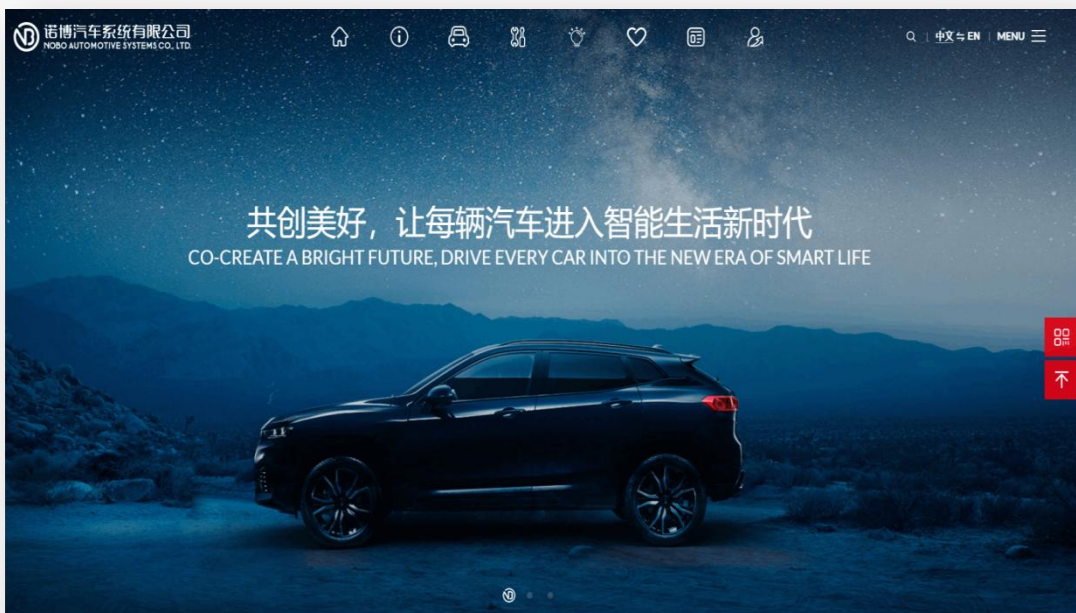 诺博汽车系统有限公司
NOBO AUTOMOTIVE SYSTEMS CO., LTD.
中文 EN
MENU
共创美好，让每辆汽车进入智能生活新时代
CO-CREATE A BRIGHT FUTURE, DRIVE EVERY CAR INTO THE NEW ERA OF SMART LIFE